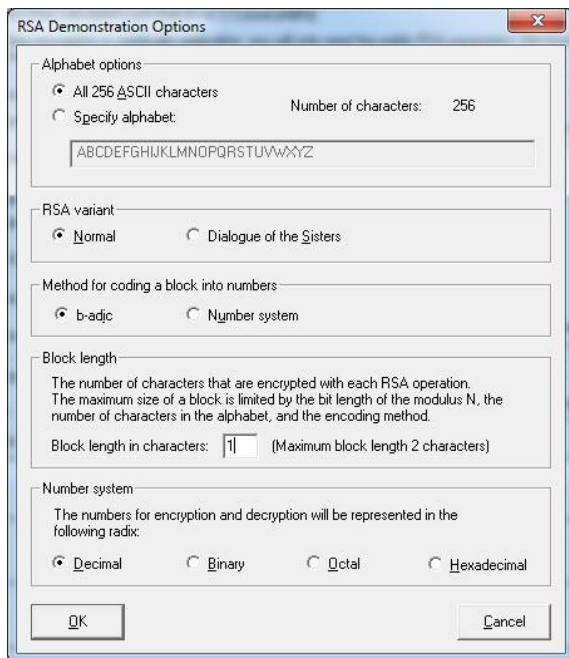 RSA Demonstration Options
Alphabet options
All 256 ASCII characters
Number of characters: 256
Specify alphabet:
ABCDEFGHIJKLMNOPQRSTUVWXYZ
RSA variant
Normal Dialogue of the Sisters
Method for coding a block into numbers
b-adic Number system
Block length
The number of characters that are encrypted with each RSA operation.
The maximum size of a block is limited by the bit length of the modulus N, the
number of characters in the alphabet, and the encoding method.
Block length in characters: 1 (Maximum block length 2 characters)
Number system
The numbers for encryption and decryption will be represented in the
following radix:
Decimal Binary Octal Hexadecimal
OK Cancel